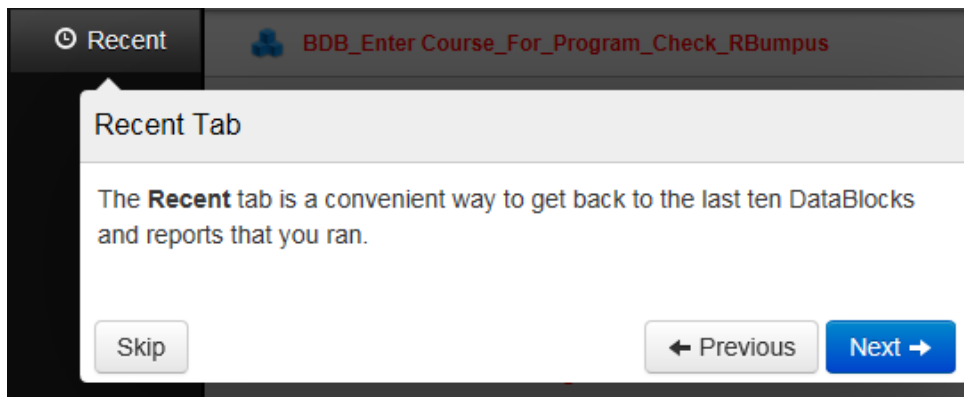 Recent
BDB_Enter Course_For_Program_Check_RBumpus
Recent Tab
The Recent tab is a convenient way to get back to the last ten DataBlocks
and reports that you ran.
Skip
Previous
Next